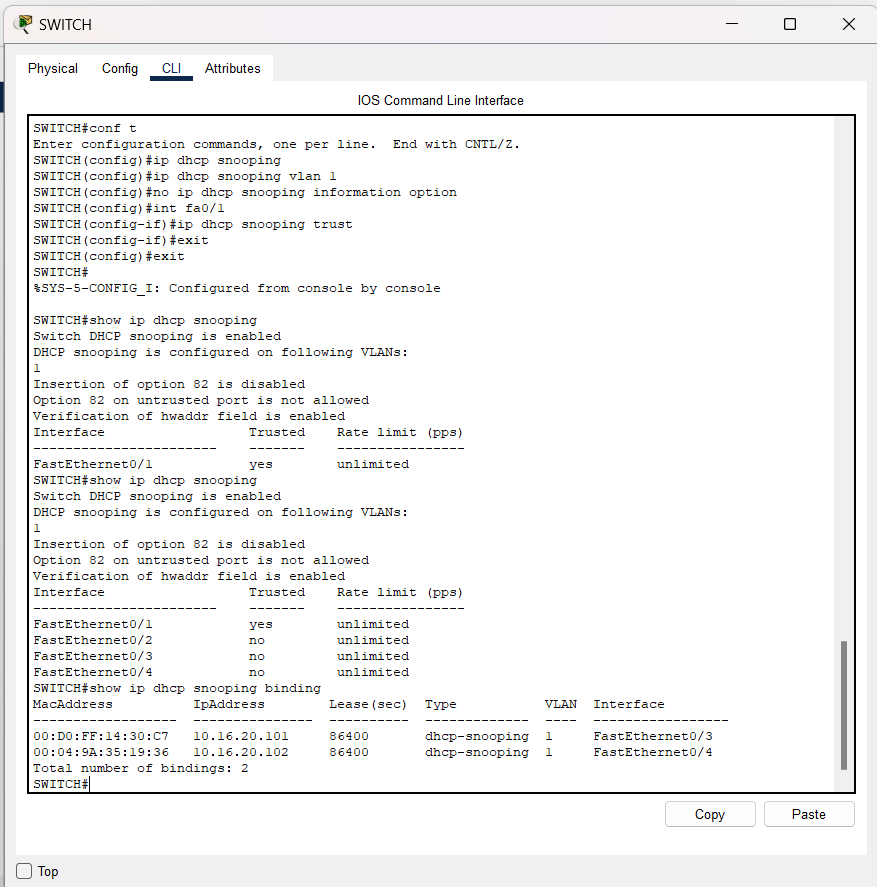 SWITCH
Physical Config CLI Attributes
IOS Command Line Interface
SWITCH#conf t
Enter configuration commands, one per line.  End with CNTL/Z.
SWITCH(config)#ip dhcp snooping
SWITCH(config)#ip dhcp snooping vlan 1
SWITCH(config)#no ip dhcp snooping information option
SWITCH(config)#int fa0/1
SWITCH(config-if)#ip dhcp snooping trust
SWITCH(config-if)#exit
SWITCH(config)#exit
SWITCH#
%SYS-5-CONFIG_I: Configured from console by console
SWITCH#show ip dhcp snooping
Switch DHCP snooping is enabled
DHCP snooping is configured on following VLANs:
1
Insertion of option 82 is disabled
Option 82 on untrusted port is not allowed
Verification of hwaddr field is enabled
Interface                  Trusted    Rate limit (pps)
-----------------------    -------    ----------------
FastEthernet0/1            yes        unlimited
SWITCH#show ip dhcp snooping
Switch DHCP snooping is enabled
DHCP snooping is configured on following VLANs:
1
Insertion of option 82 is disabled
Option 82 on untrusted port is not allowed
Verification of hwaddr field is enabled
Interface                  Trusted    Rate limit (pps)
-----------------------    -------    ----------------
FastEthernet0/1            yes        unlimited
FastEthernet0/2            no         unlimited
FastEthernet0/3            no         unlimited
FastEthernet0/4            no         unlimited
SWITCH#show ip dhcp snooping binding
MacAddress          IpAddress        Lease(sec)  Type           VLAN  Interface
------------------  ---------------  ----------  -------------  ----  -----------------
00:D0:FF:14:30:C7   10.16.20.101     86400       dhcp-snooping  1     FastEthernet0/3
00:04:9A:35:19:36   10.16.20.102     86400       dhcp-snooping  1     FastEthernet0/4
Total number of bindings: 2
SWITCH#
Copy Paste
Top